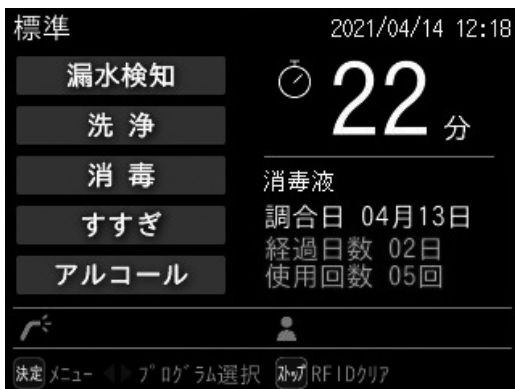 標準
2021/04/14 12:18
漏水検知
洗 浄
消 毒
すすぎ
アルコール
22 分
消毒液
調合日 04月13日
経過日数 02日
使用回数 05回
決定 メニュー ◀▶ プログラム選択 ストップ RFIDクリア